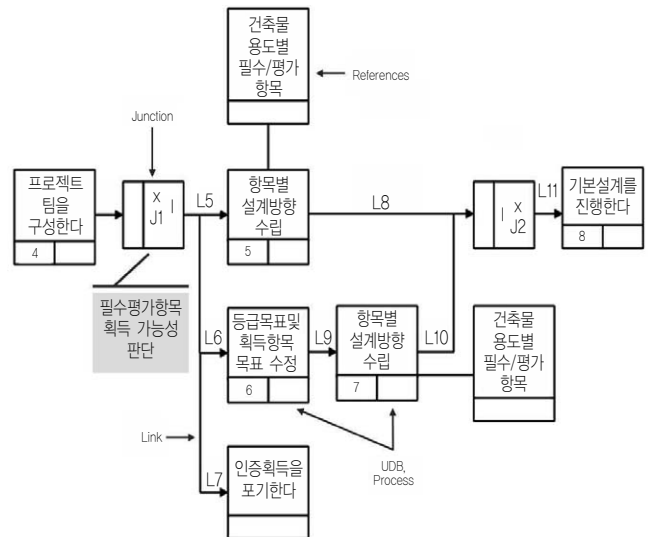 건축물
용도별
필수/평가
항목
References
Junction
프로젝트
팀을
구성한다
4
X
J1
L5
항목별
설계방향
수립
5
L8
X
J2
L11
기본설계를
진행한다
8
필수평가항목
획득 가능성
판단
L6
등급목표및
획득항목
목표 수정
6
L9
항목별
설계방향
수립
7
L10
건축물
용도별
필수/평가
항목
Link
L7
인증획득을
포기한다
UDB,
Process